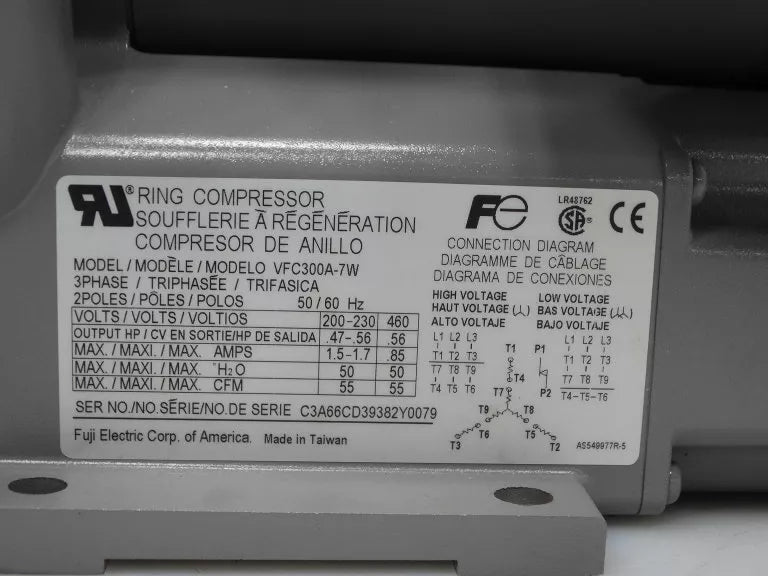 RU® RING COMPRESSOR
SOUFFLERIE À RÉGÉNÉRATION
COMPRESOR DE ANILLO
MODEL / MODÈLE / MODELO VFC300A-7W
3PHASE / TRIPHASÉE / TRIFASICA
2POLES / PÔLES / POLOS 50 / 60 Hz
VOLTS / VOLTS / VOLTIOS 200-230 460
OUTPUT HP / CV EN SORTIE/HP DE SALIDA .47-.56 .56
MAX. / MAXI. / MAX. AMPS 1.5-1.7 .85
MAX. / MAXI. / MAX. "H₂O 50 50
MAX. / MAXI. / MAX. CFM 55 55
SER NO./NO.SÉRIE/NO.DE SERIE C3A66CD39382Y0079
Fuji Electric Corp. of America. Made in Taiwan
Fe
LR48762
SA®
CE
CONNECTION DIAGRAM
DIAGRAMME DE CÂBLAGE
DIAGRAMA DE CONEXIONES
HIGH VOLTAGE
HAUT VOLTAGE
ALTO VOLTAJE
LOW VOLTAGE
BAS VOLTAGE
BAJO VOLTAJE
L1 L2 L3
T1 T2 T3
T7 T8 T9
T4 T5 T6
T1 P1
T4
P2
T7
T9 T8
T6 T5
T3 T2
L1 L2 L3
T1 T2 T3
T7 T8 T9
T4-T5-T6
AS549977R-5